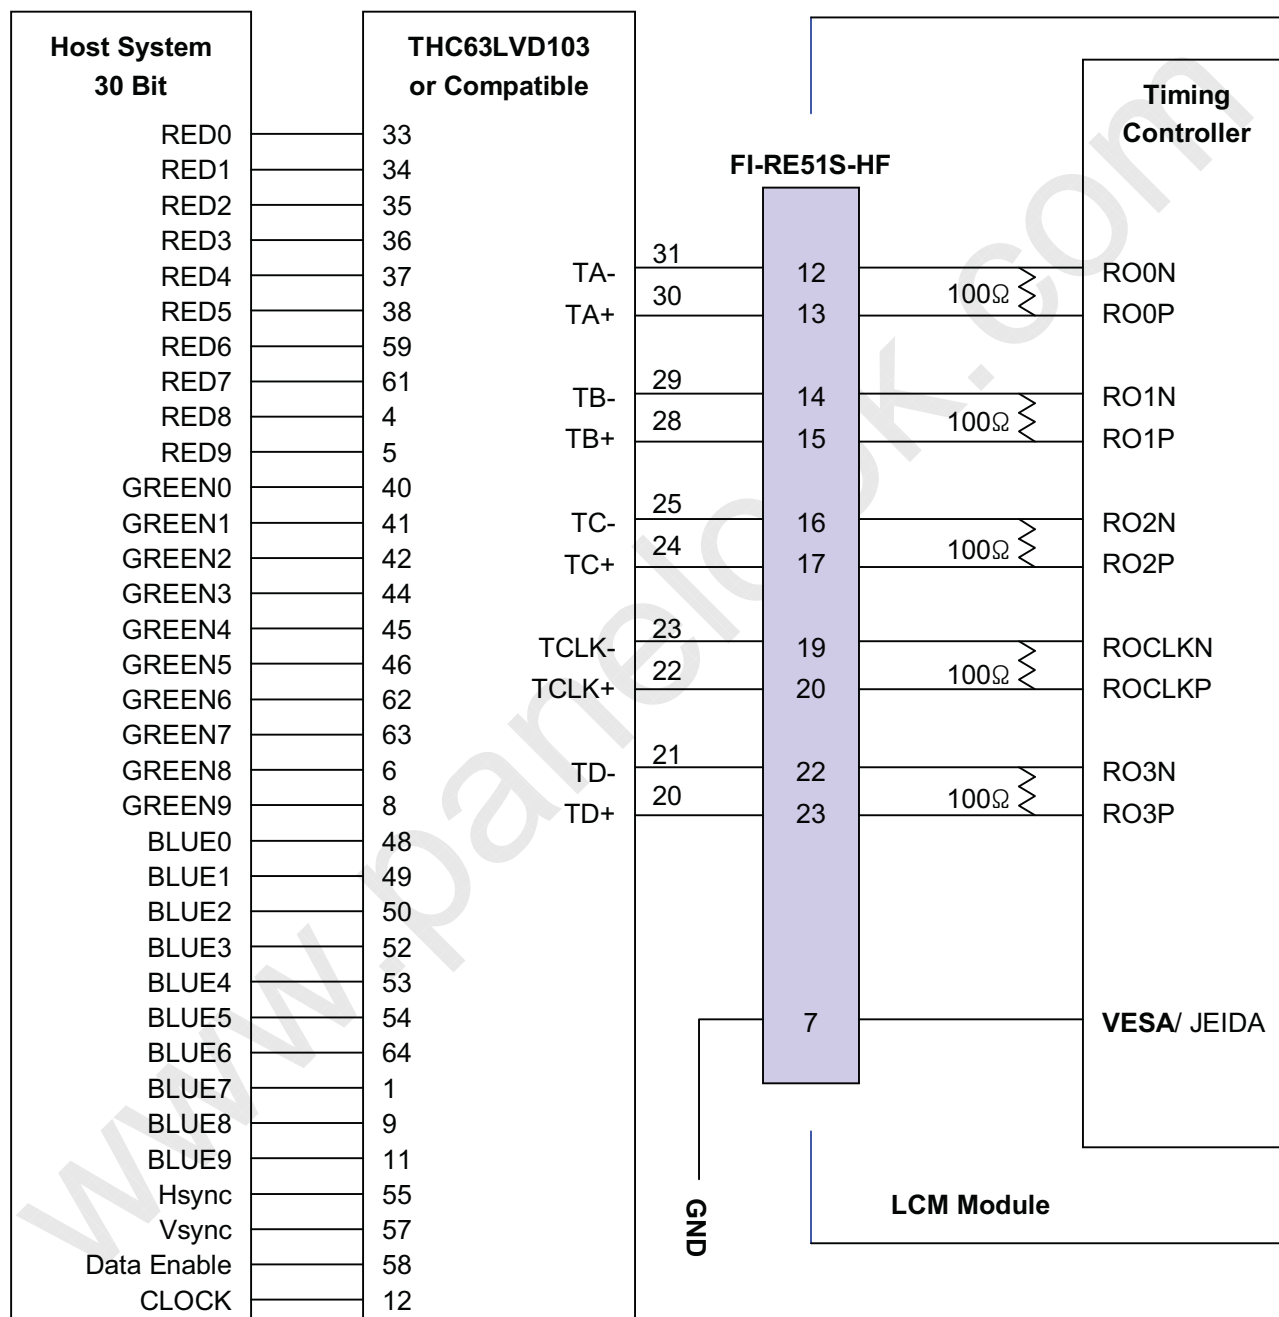 Host System
30 Bit
THC63LVD103
or Compatible
Timing
Controller
FI-RE51S-HF
RED0 33
RED1 34
RED2 35
RED3 36
RED4 37
RED5 38
RED6 59
RED7 61
RED8 4
RED9 5
GREEN0 40
GREEN1 41
GREEN2 42
GREEN3 44
GREEN4 45
GREEN5 46
GREEN6 62
GREEN7 63
GREEN8 6
GREEN9 8
BLUE0 48
BLUE1 49
BLUE2 50
BLUE3 52
BLUE4 53
BLUE5 54
BLUE6 64
BLUE7 1
BLUE8 9
BLUE9 11
Hsync 55
Vsync 57
Data Enable 58
CLOCK 12
TA- 31 12 RO0N
100Ω
TA+ 30 13 RO0P
TB- 29 14 RO1N
100Ω
TB+ 28 15 RO1P
TC- 25 16 RO2N
100Ω
TC+ 24 17 RO2P
TCLK- 23 19 ROCLKN
100Ω
TCLK+ 22 20 ROCLKP
TD- 21 22 RO3N
100Ω
TD+ 20 23 RO3P
7 VESA/ JEIDA
GND
LCM Module
www.panelook.com